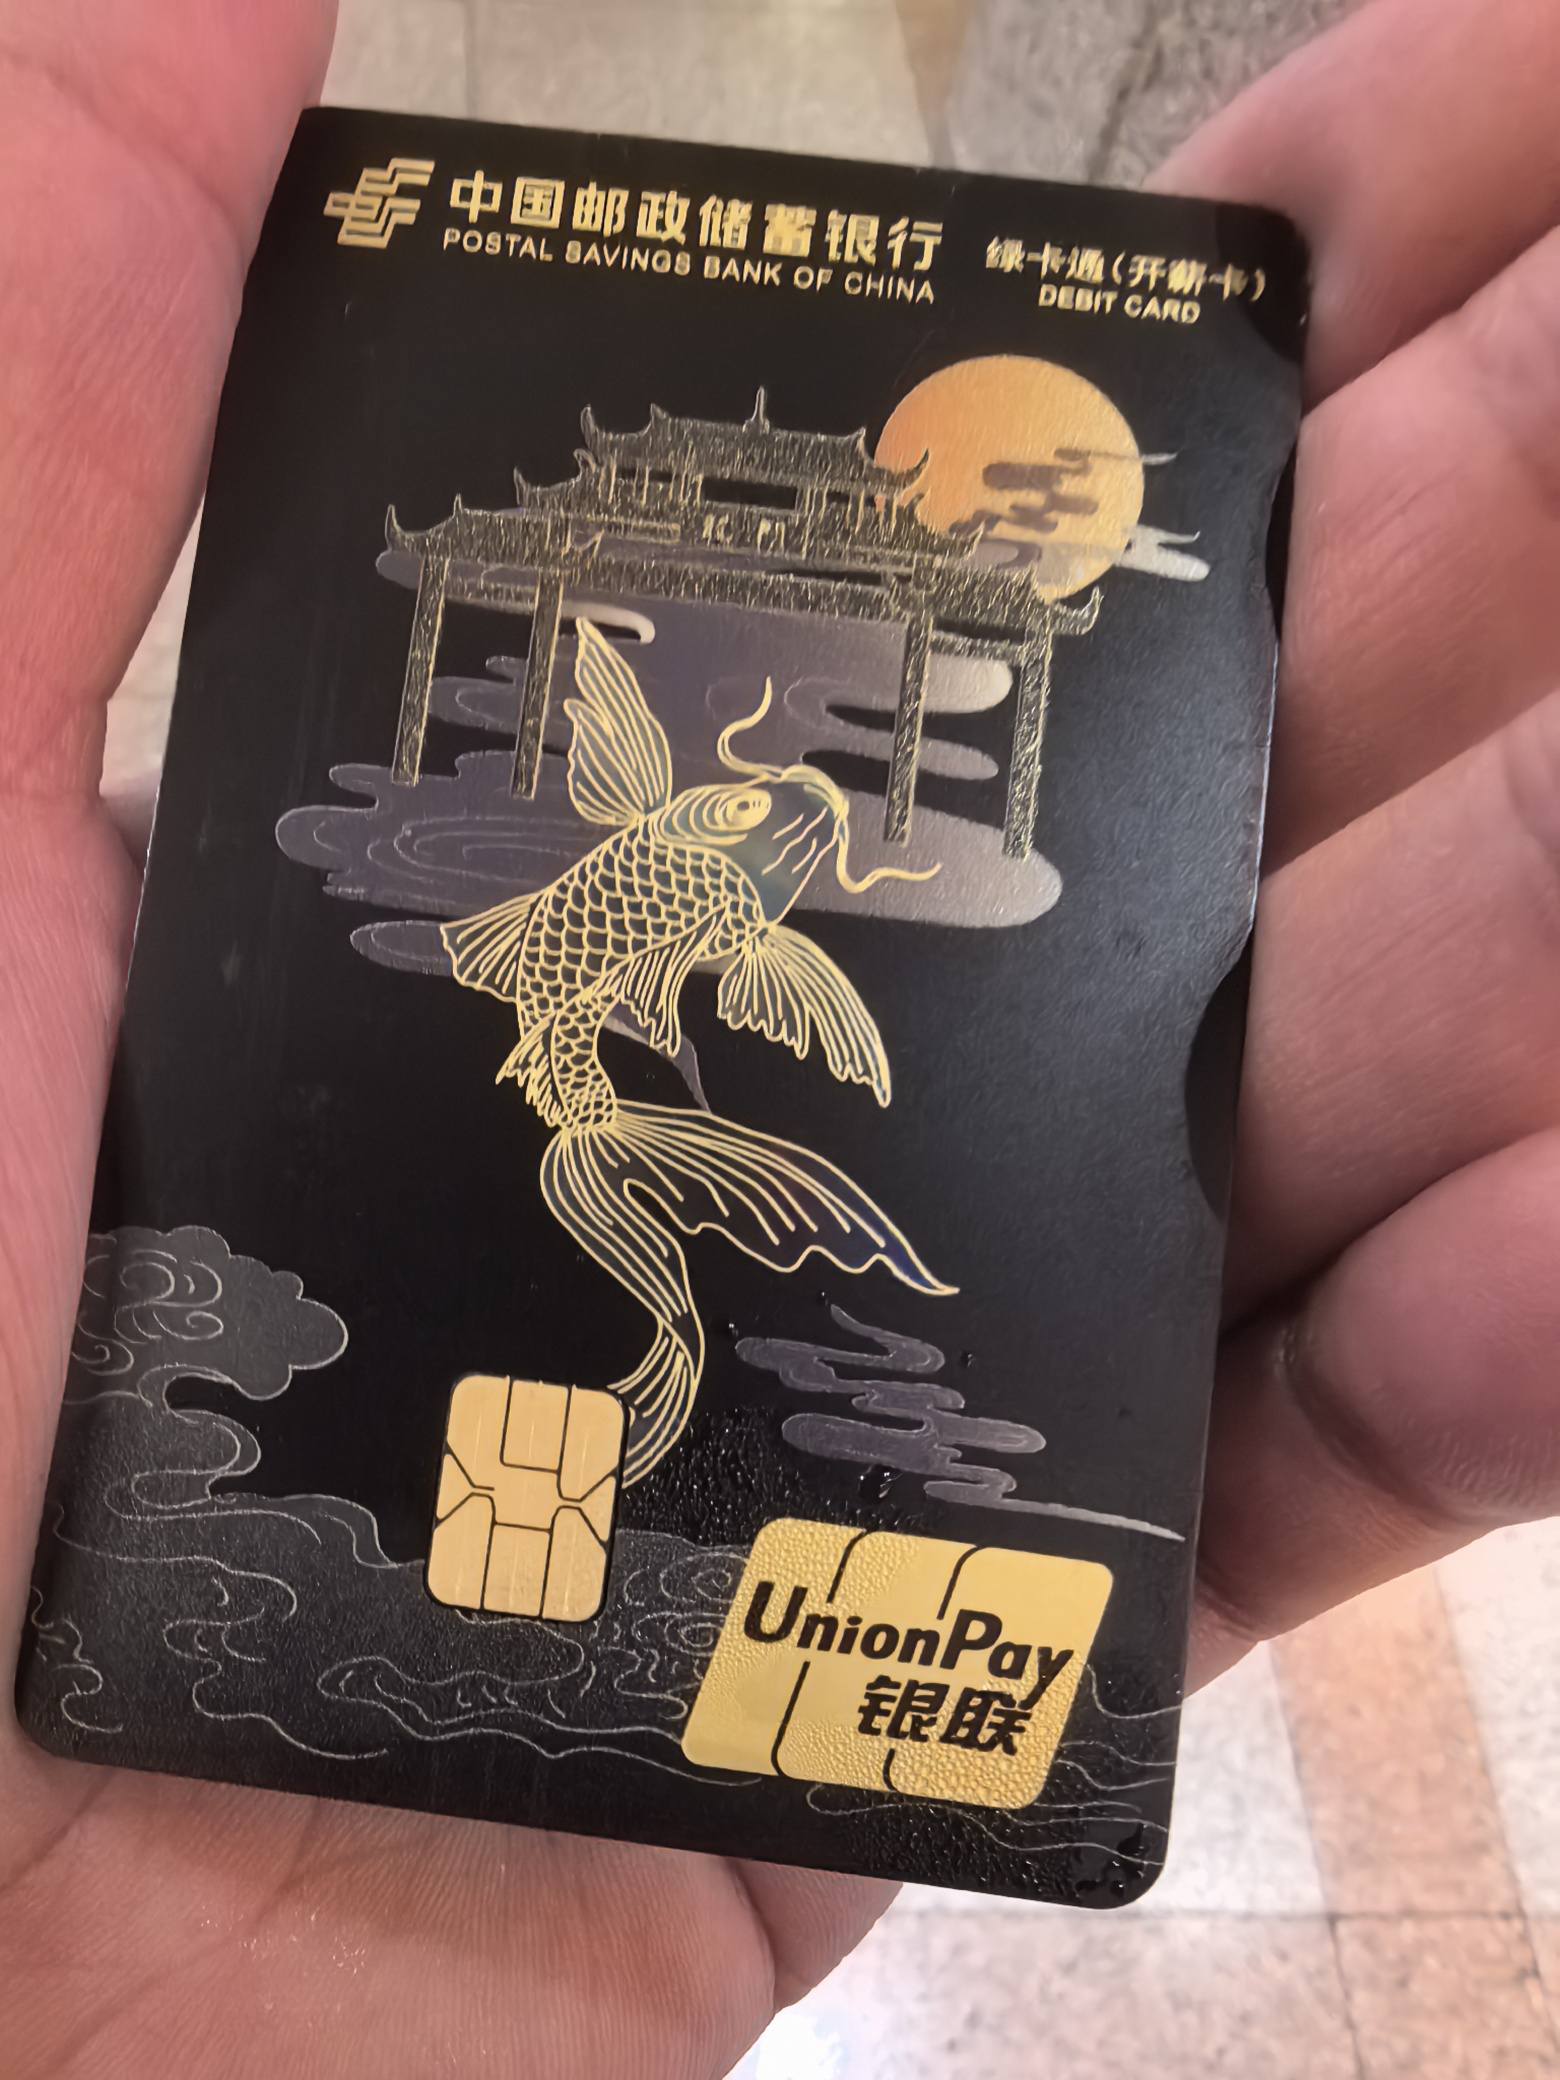 中国邮政储蓄银行
POSTAL SAVINGS BANK OF CHINA
绿卡通(开薪卡)
DEBIT CARD
UnionPay
银联